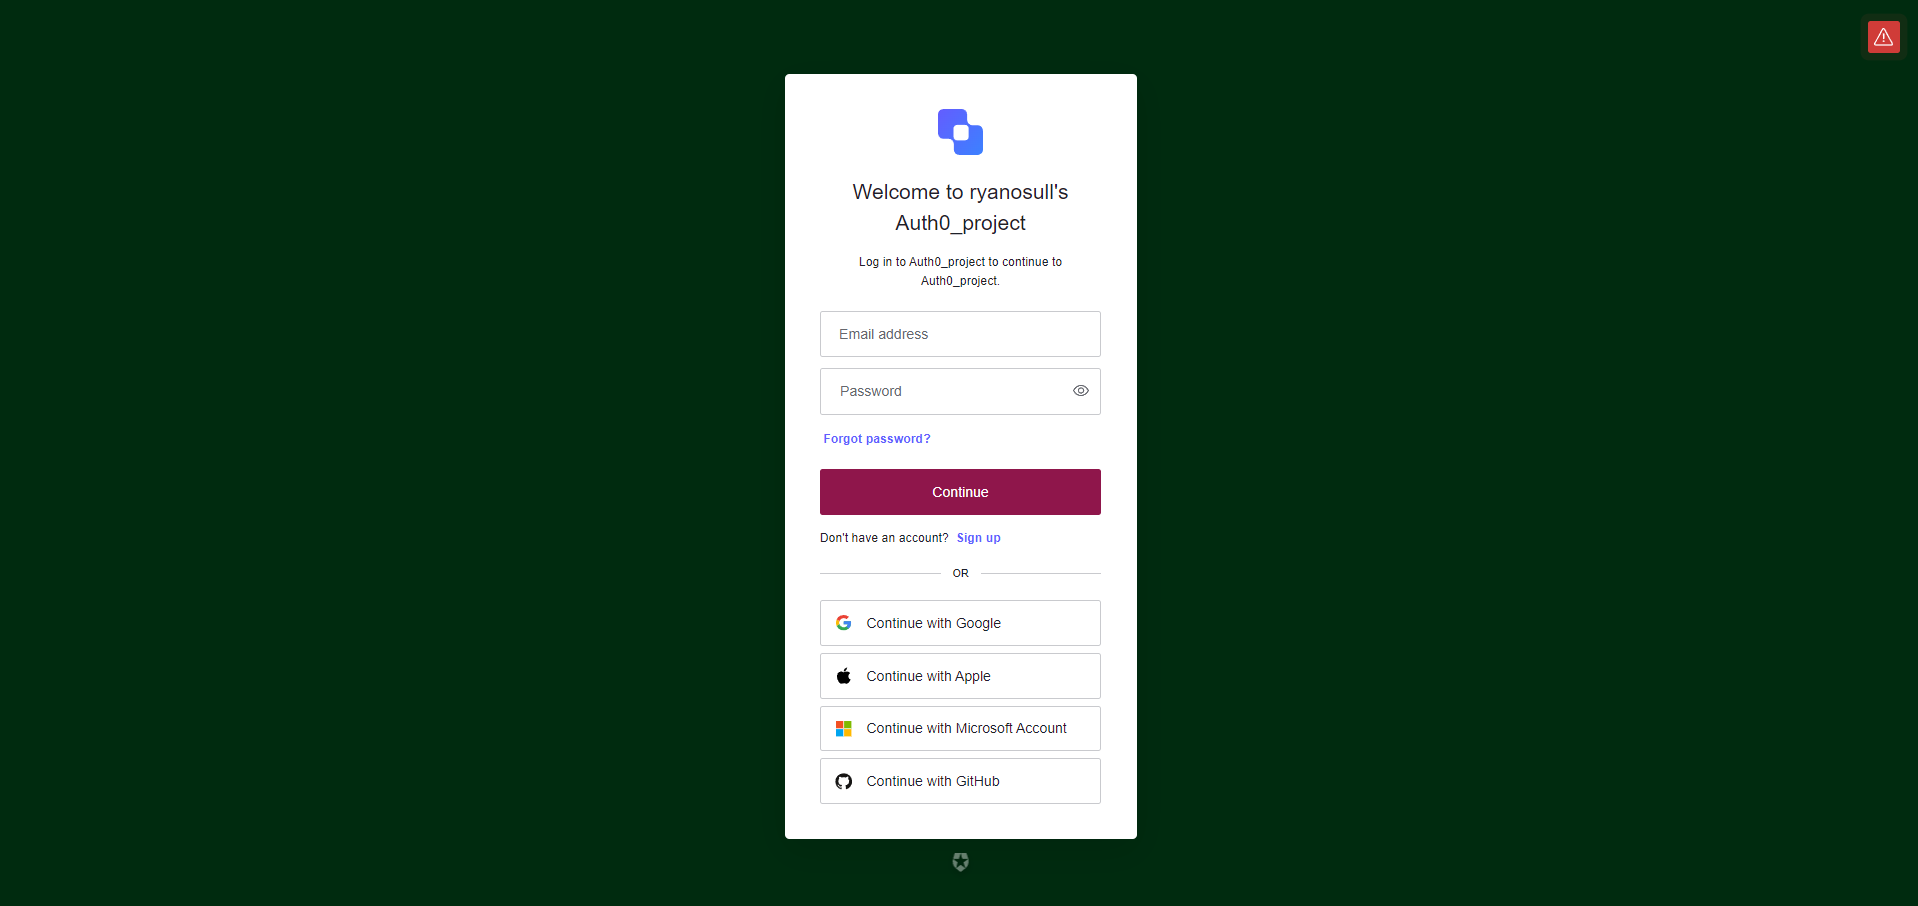 Welcome to ryanosull's
Auth0_project
Log in to Auth0_project to continue to
Auth0_project.
Email address
Password
Forgot password?
Continue
Don't have an account? Sign up
OR
Continue with Google
Continue with Apple
Continue with Microsoft Account
Continue with GitHub